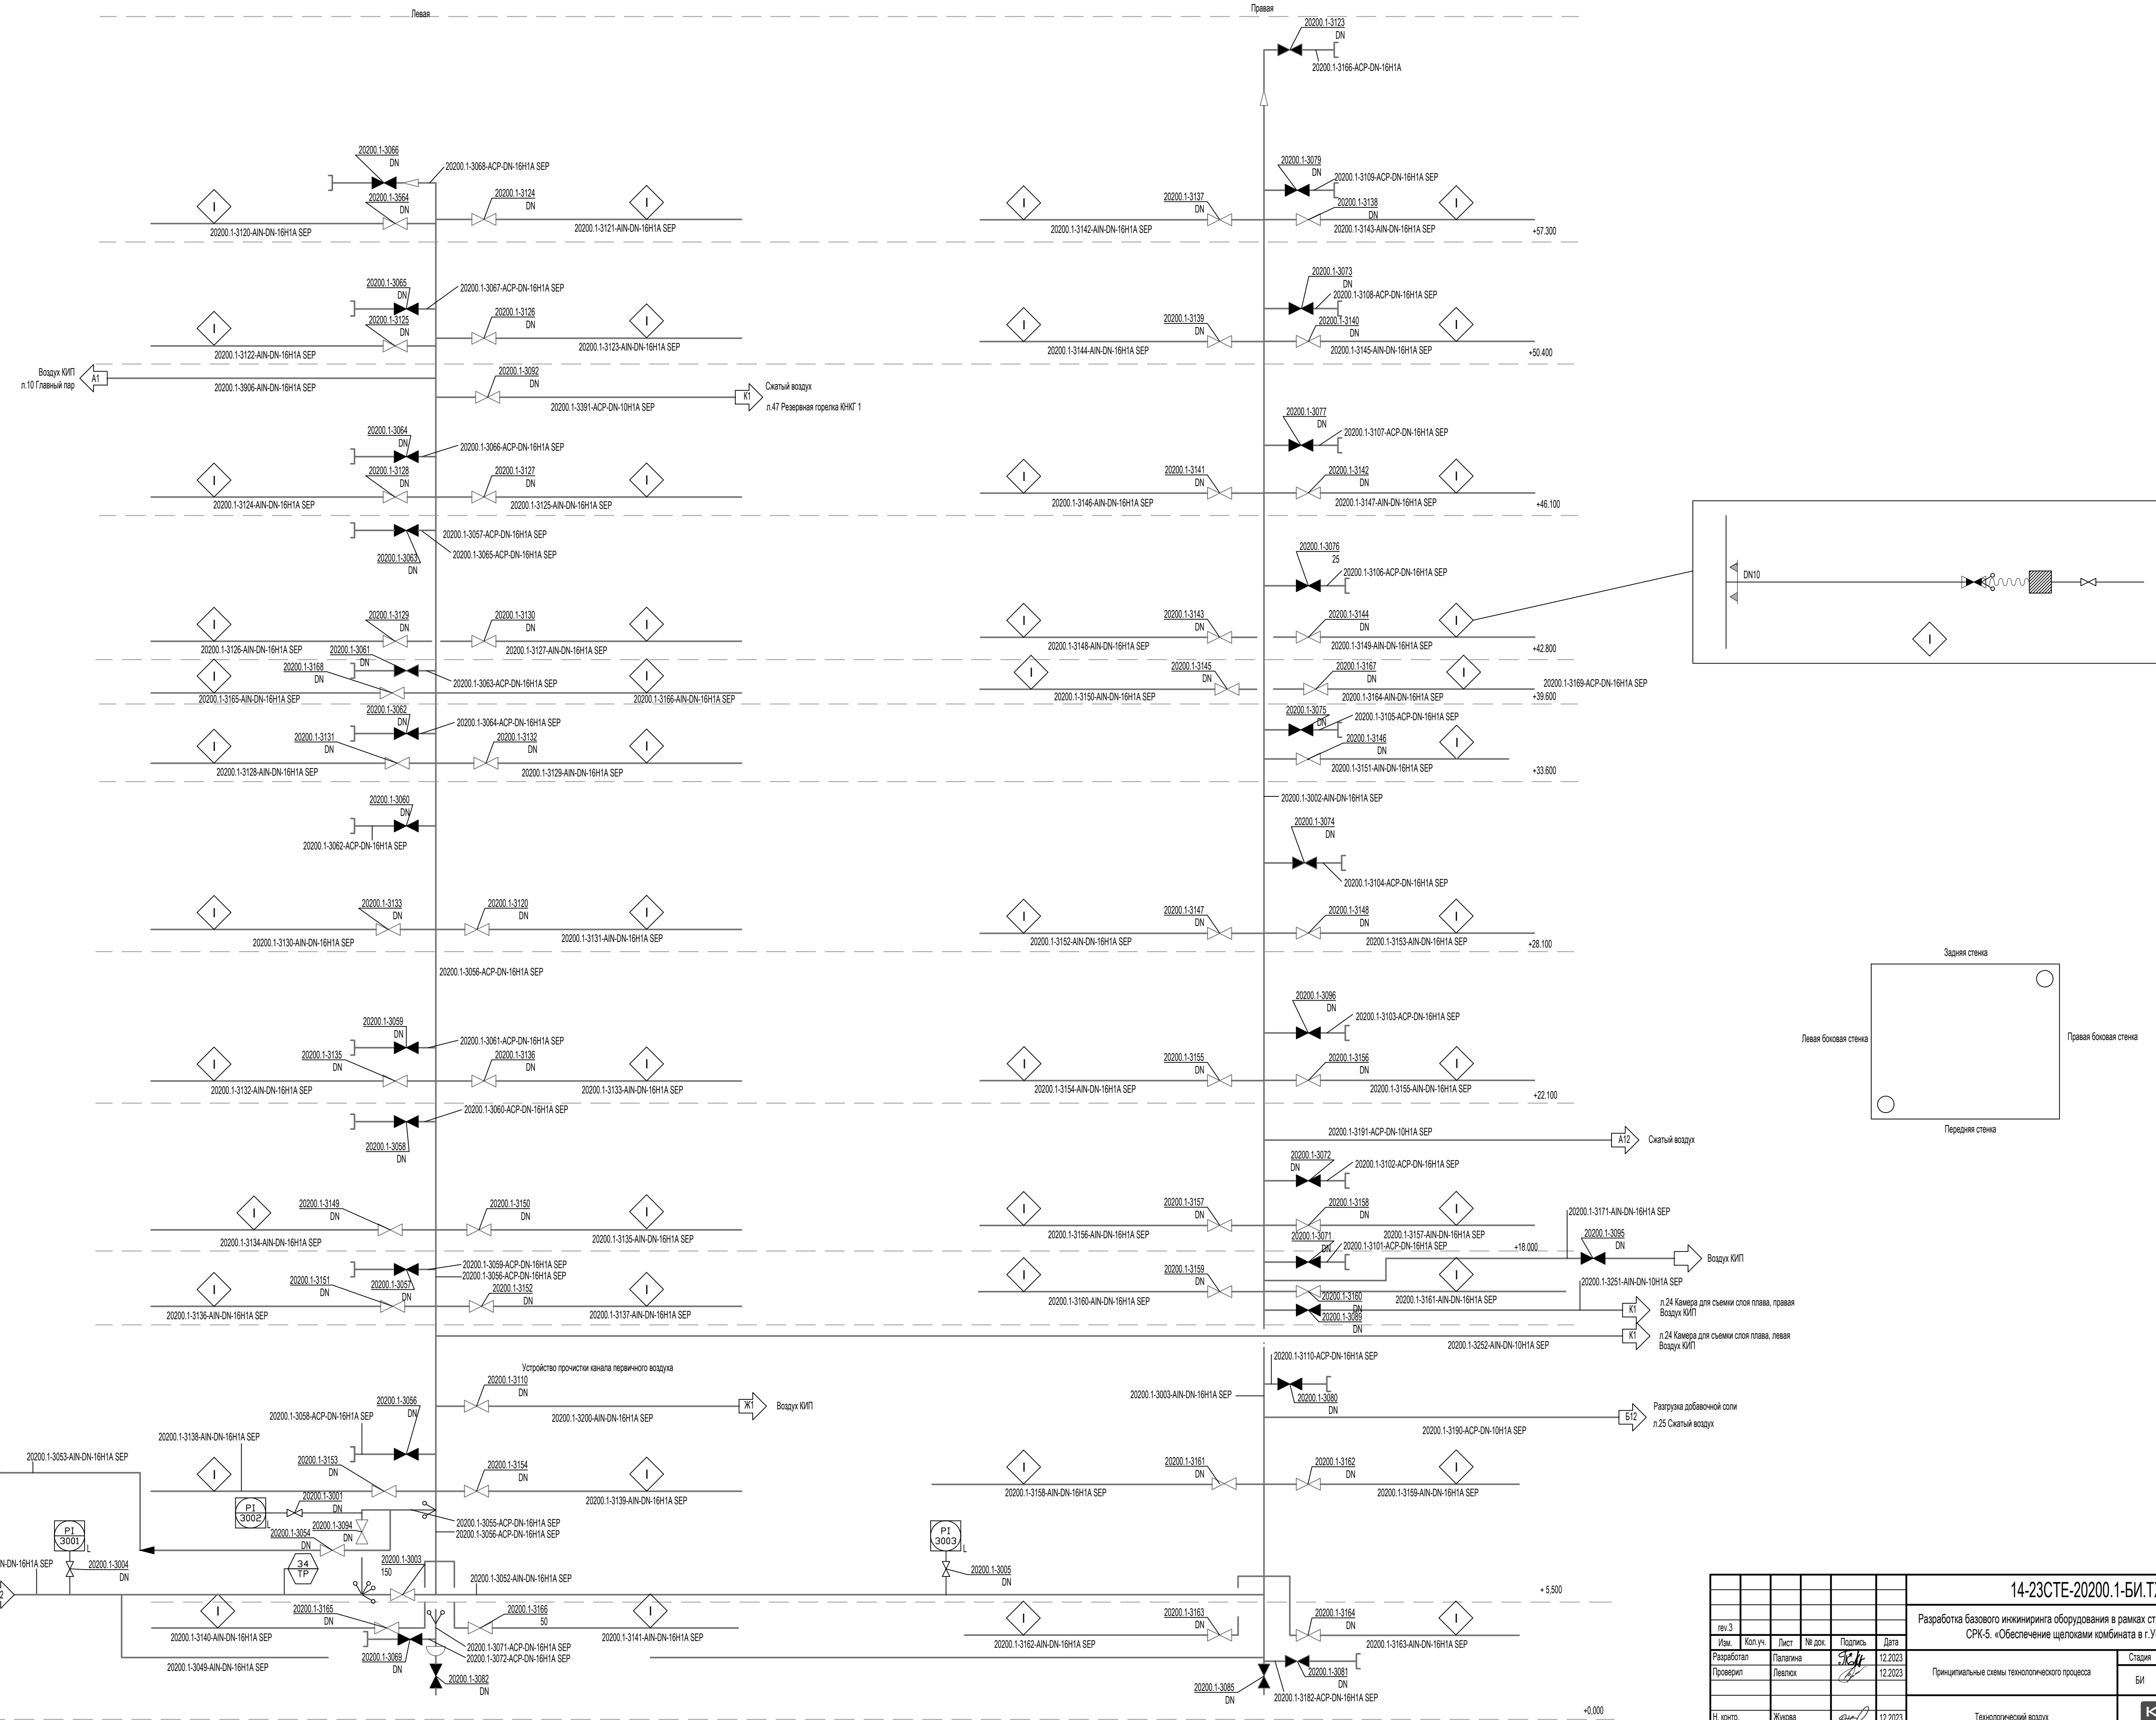 Левая
Правая
20200.1-3123
DN
20200.1-3166-ACP-DN-16H1A
20200.1-3066
DN
20200.1-3068-ACP-DN-16H1A SEP
20200.1-3564
DN
I
20200.1-3120-AIN-DN-16H1A SEP
20200.1-3124
DN
I
20200.1-3121-AIN-DN-16H1A SEP
I
20200.1-3137
DN
20200.1-3142-AIN-DN-16H1A SEP
20200.1-3079
DN
20200.1-3109-ACP-DN-16H1A SEP
20200.1-3138
DN
I
20200.1-3143-AIN-DN-16H1A SEP
+57.300
20200.1-3065
DN
20200.1-3067-ACP-DN-16H1A SEP
20200.1-3125
DN
I
20200.1-3122-AIN-DN-16H1A SEP
20200.1-3126
DN
I
20200.1-3123-AIN-DN-16H1A SEP
I
20200.1-3139
DN
20200.1-3144-AIN-DN-16H1A SEP
20200.1-3073
DN
20200.1-3108-ACP-DN-16H1A SEP
20200.1-3140
DN
I
20200.1-3145-AIN-DN-16H1A SEP
+50.400
Воздух КИП
л.10 Главный пар
A1
20200.1-3906-AIN-DN-16H1A SEP
20200.1-3092
DN
20200.1-3391-ACP-DN-10H1A SEP
K1
Сжатый воздух
л.47 Резервная горелка КНКГ 1
20200.1-3064
DN
20200.1-3066-ACP-DN-16H1A SEP
20200.1-3128
DN
I
20200.1-3124-AIN-DN-16H1A SEP
20200.1-3127
DN
I
20200.1-3125-AIN-DN-16H1A SEP
I
20200.1-3141
DN
20200.1-3146-AIN-DN-16H1A SEP
20200.1-3077
DN
20200.1-3107-ACP-DN-16H1A SEP
20200.1-3142
DN
I
20200.1-3147-AIN-DN-16H1A SEP
+46.100
20200.1-3057-ACP-DN-16H1A SEP
20200.1-3065-ACP-DN-16H1A SEP
20200.1-3063
DN
20200.1-3076
25
20200.1-3106-ACP-DN-16H1A SEP
DN10
I
I
20200.1-3129
DN
20200.1-3126-AIN-DN-16H1A SEP
20200.1-3130
DN
I
20200.1-3127-AIN-DN-16H1A SEP
I
20200.1-3143
DN
20200.1-3148-AIN-DN-16H1A SEP
20200.1-3144
DN
I
20200.1-3149-AIN-DN-16H1A SEP
+42.800
20200.1-3061
DN
20200.1-3063-ACP-DN-16H1A SEP
I
20200.1-3168
DN
20200.1-3165-AIN-DN-16H1A SEP
I
20200.1-3166-AIN-DN-16H1A SEP
I
20200.1-3145
DN
20200.1-3150-AIN-DN-16H1A SEP
20200.1-3167
DN
I
20200.1-3164-AIN-DN-16H1A SEP
20200.1-3169-ACP-DN-16H1A SEP
+39.600
20200.1-3062
DN
20200.1-3064-ACP-DN-16H1A SEP
I
20200.1-3131
DN
20200.1-3128-AIN-DN-16H1A SEP
20200.1-3132
DN
I
20200.1-3129-AIN-DN-16H1A SEP
20200.1-3075
DN
20200.1-3105-ACP-DN-16H1A SEP
20200.1-3146
DN
I
20200.1-3151-AIN-DN-16H1A SEP
+33.600
20200.1-3060
DN
20200.1-3062-ACP-DN-16H1A SEP
20200.1-3002-AIN-DN-16H1A SEP
20200.1-3074
DN
20200.1-3104-ACP-DN-16H1A SEP
I
20200.1-3133
DN
20200.1-3130-AIN-DN-16H1A SEP
20200.1-3120
DN
I
20200.1-3131-AIN-DN-16H1A SEP
I
20200.1-3147
DN
20200.1-3152-AIN-DN-16H1A SEP
20200.1-3148
DN
I
20200.1-3153-AIN-DN-16H1A SEP
+28.100
20200.1-3056-ACP-DN-16H1A SEP
Задняя стенка
Левая боковая стенка
Правая боковая стенка
Передняя стенка
20200.1-3059
DN
20200.1-3061-ACP-DN-16H1A SEP
I
20200.1-3135
DN
20200.1-3132-AIN-DN-16H1A SEP
20200.1-3136
DN
I
20200.1-3133-AIN-DN-16H1A SEP
20200.1-3096
DN
20200.1-3103-ACP-DN-16H1A SEP
I
20200.1-3155
DN
20200.1-3154-AIN-DN-16H1A SEP
20200.1-3156
DN
I
20200.1-3155-AIN-DN-16H1A SEP
+22.100
20200.1-3060-ACP-DN-16H1A SEP
20200.1-3058
DN
20200.1-3191-ACP-DN-10H1A SEP
A12
Сжатый воздух
20200.1-3072
DN
20200.1-3102-ACP-DN-16H1A SEP
I
20200.1-3149
DN
20200.1-3134-AIN-DN-16H1A SEP
20200.1-3150
DN
I
20200.1-3135-AIN-DN-16H1A SEP
I
20200.1-3157
DN
20200.1-3156-AIN-DN-16H1A SEP
20200.1-3158
DN
I
20200.1-3157-AIN-DN-16H1A SEP
20200.1-3171-AIN-DN-16H1A SEP
20200.1-3095
DN
Воздух КИП
20200.1-3071
DN
20200.1-3101-ACP-DN-16H1A SEP
+18.000
20200.1-3059-ACP-DN-16H1A SEP
20200.1-3056-ACP-DN-16H1A SEP
20200.1-3057
DN
I
20200.1-3151
DN
20200.1-3136-AIN-DN-16H1A SEP
20200.1-3152
DN
I
20200.1-3137-AIN-DN-16H1A SEP
I
20200.1-3159
DN
20200.1-3160-AIN-DN-16H1A SEP
I
20200.1-3160
DN
20200.1-3161-AIN-DN-16H1A SEP
20200.1-3089
DN
20200.1-3251-AIN-DN-10H1A SEP
K1
л.24 Камера для съемки слоя плава, правая
Воздух КИП
K1
л.24 Камера для съемки слоя плава, левая
Воздух КИП
20200.1-3252-AIN-DN-10H1A SEP
Устройство прочистки канала первичного воздуха
20200.1-3110
DN
20200.1-3200-AIN-DN-16H1A SEP
Ж1
Воздух КИП
20200.1-3110-ACP-DN-16H1A SEP
20200.1-3003-AIN-DN-16H1A SEP
20200.1-3080
DN
Б12
Разгрузка добавочной соли
л.25 Сжатый воздух
20200.1-3190-ACP-DN-10H1A SEP
20200.1-3056
DN
20200.1-3058-ACP-DN-16H1A SEP
20200.1-3138-AIN-DN-16H1A SEP
20200.1-3053-AIN-DN-16H1A SEP
I
20200.1-3153
DN
20200.1-3154
DN
I
20200.1-3139-AIN-DN-16H1A SEP
I
20200.1-3161
DN
20200.1-3158-AIN-DN-16H1A SEP
20200.1-3162
DN
I
20200.1-3159-AIN-DN-16H1A SEP
PI
3002
L
20200.1-3001
DN
20200.1-3094
DN
20200.1-3054
DN
20200.1-3055-ACP-DN-16H1A SEP
20200.1-3056-ACP-DN-16H1A SEP
PI
3001
L
20200.1-3004
DN
N-DN-16H1A SEP
34
TP
20200.1-3003
150
20200.1-3052-AIN-DN-16H1A SEP
PI
3003
L
20200.1-3005
DN
+ 5,500
I
20200.1-3165
DN
20200.1-3140-AIN-DN-16H1A SEP
20200.1-3166
50
I
20200.1-3141-AIN-DN-16H1A SEP
I
20200.1-3163
DN
20200.1-3162-AIN-DN-16H1A SEP
20200.1-3164
DN
I
20200.1-3163-AIN-DN-16H1A SEP
20200.1-3071-ACP-DN-16H1A SEP
20200.1-3072-ACP-DN-16H1A SEP
20200.1-3069
DN
20200.1-3049-AIN-DN-16H1A SEP
20200.1-3082
DN
20200.1-3085
DN
20200.1-3081
DN
20200.1-3182-ACP-DN-16H1A SEP
+0,000
14-23СТЕ-20200.1-БИ.ТХ
Разработка базового инжиниринга оборудования в рамках ст
СРК-5. «Обеспечение щелоками комбината в г.У
rev.3
Изм. Кол.уч. Лист № док. Подпись Дата
Разработал Палагина 12.2023
Проверил Левлюх 12.2023
Принципиальные схемы технологического процесса
Стадия
БИ
Н. контр. Жукова 12.2023
Технологический воздух